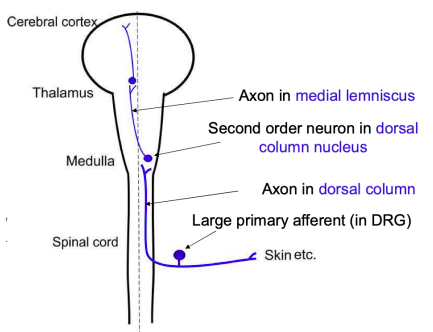 Cerebral cortex
Thalamus
Axon in medial lemniscus
Second order neuron in dorsal
column nucleus
Medulla
Axon in dorsal column
Large primary afferent (in DRG)
Spinal cord
Skin etc.